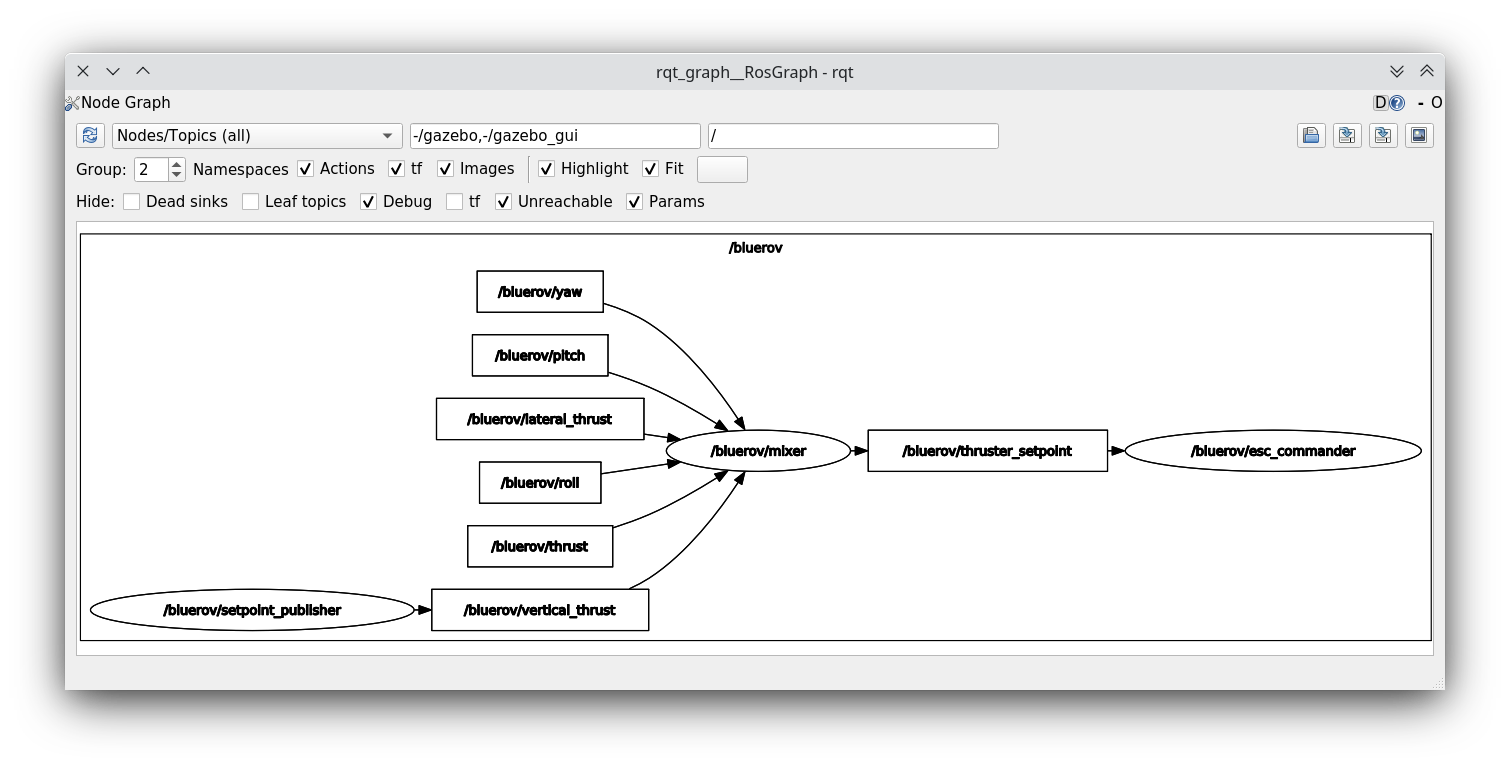 rqt_graph__RosGraph - rqt
Node Graph
D ? - O
Nodes/Topics (all) -/gazebo,-/gazebo_gui /
Group: 2 Namespaces Actions tf Images Highlight Fit
Hide: Dead sinks Leaf topics Debug tf Unreachable Params
/bluerov
/bluerov/yaw
/bluerov/pitch
/bluerov/lateral_thrust
/bluerov/mixer /bluerov/thruster_setpoint /bluerov/esc_commander
/bluerov/roll
/bluerov/thrust
/bluerov/setpoint_publisher /bluerov/vertical_thrust